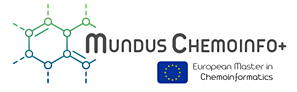 MUNDUS CHEMOINFO+
European Master in
Chemoinformatics